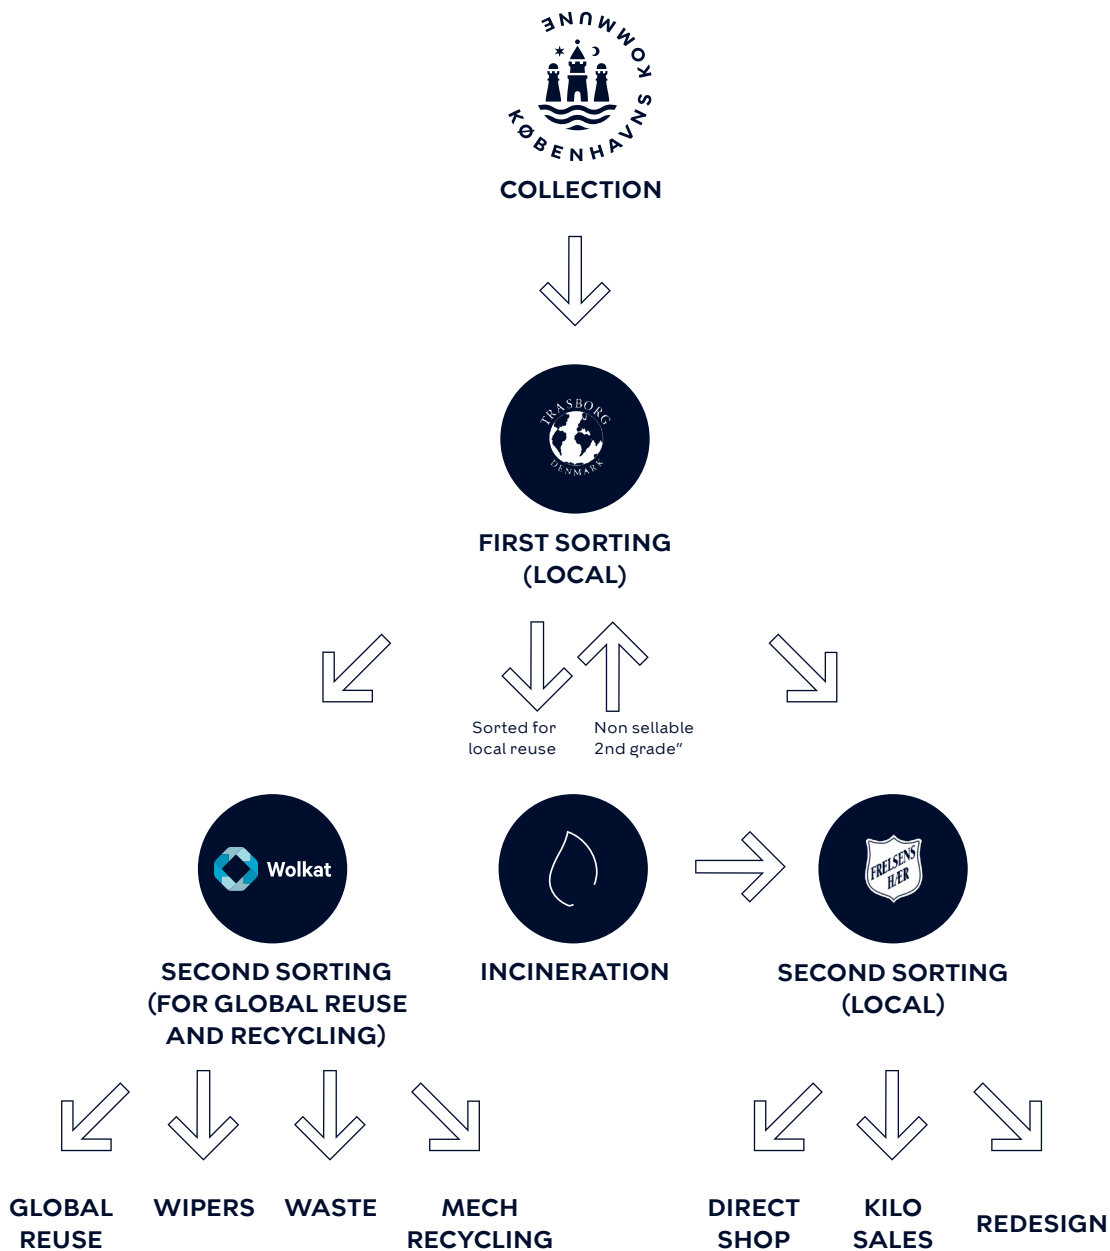 KØBENHAVNS KOMMUNE
COLLECTION
TRASBORG
DENMARK
FIRST SORTING
(LOCAL)
Sorted for
local reuse
Non sellable
2nd grade”
Wolkat
FRELSENS
HÆR
SECOND SORTING
(FOR GLOBAL REUSE
AND RECYCLING)
INCINERATION
SECOND SORTING
(LOCAL)
GLOBAL
REUSE
WIPERS
WASTE
MECH
RECYCLING
DIRECT
SHOP
KILO
SALES
REDESIGN